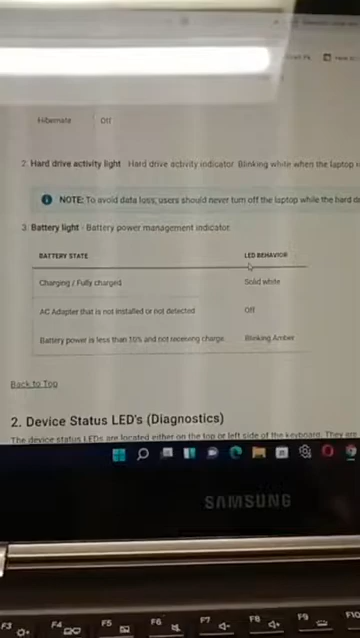 Hibernate Off
2. Hard drive activity light - Hard drive activity indicator. Blinking white when the laptop
NOTE: To avoid data loss, users should never turn off the laptop while the hard
3. Battery light - Battery power management indicator.
BATTERY STATE LED BEHAVIOR
Charging / Fully charged Solid white
AC Adapter that is not installed or not detected Off
Battery power is less than 10% and not receiving charge Blinking Amber
Back to Top
2. Device Status LED's (Diagnostics)
The device status LEDs are located either on the top or left side of the keyboard. They are
SAMSUNG
F3 F4 F5 F6 F7 F8 F9 F10